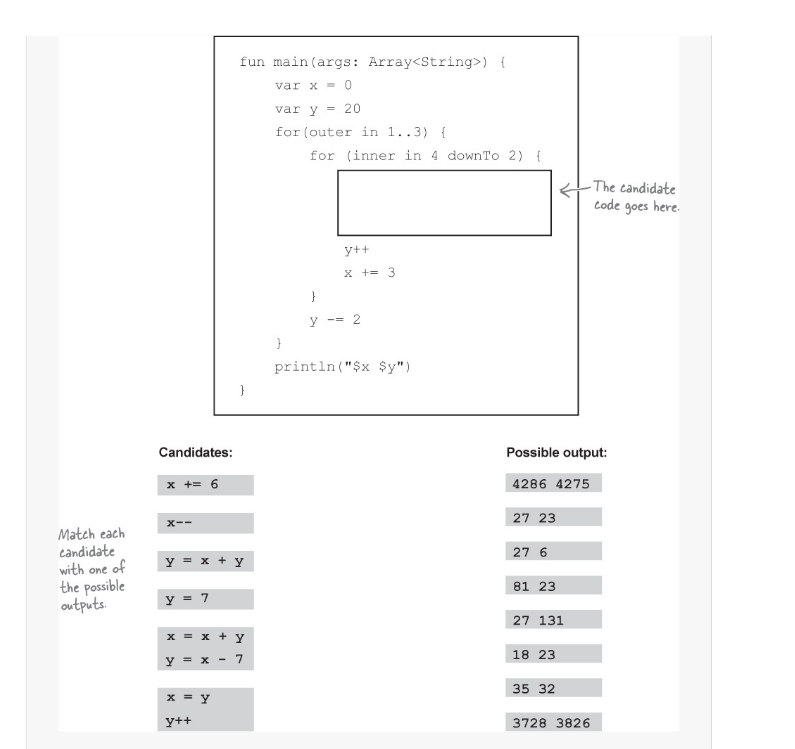 fun main(args: Array<String>) {
var x = 0
var y = 20
for(outer in 1..3) {
for (inner in 4 downTo 2) {
The candidate
code goes here.
y++
x += 3
}
y -= 2
}
println("$x $y")
}
Candidates:
x += 6
x--
y = x + y
y = 7
x = x + y
y = x - 7
x = y
y++
Match each
candidate
with one of
the possible
outputs.
Possible output:
4286 4275
27 23
27 6
81 23
27 131
18 23
35 32
3728 3826